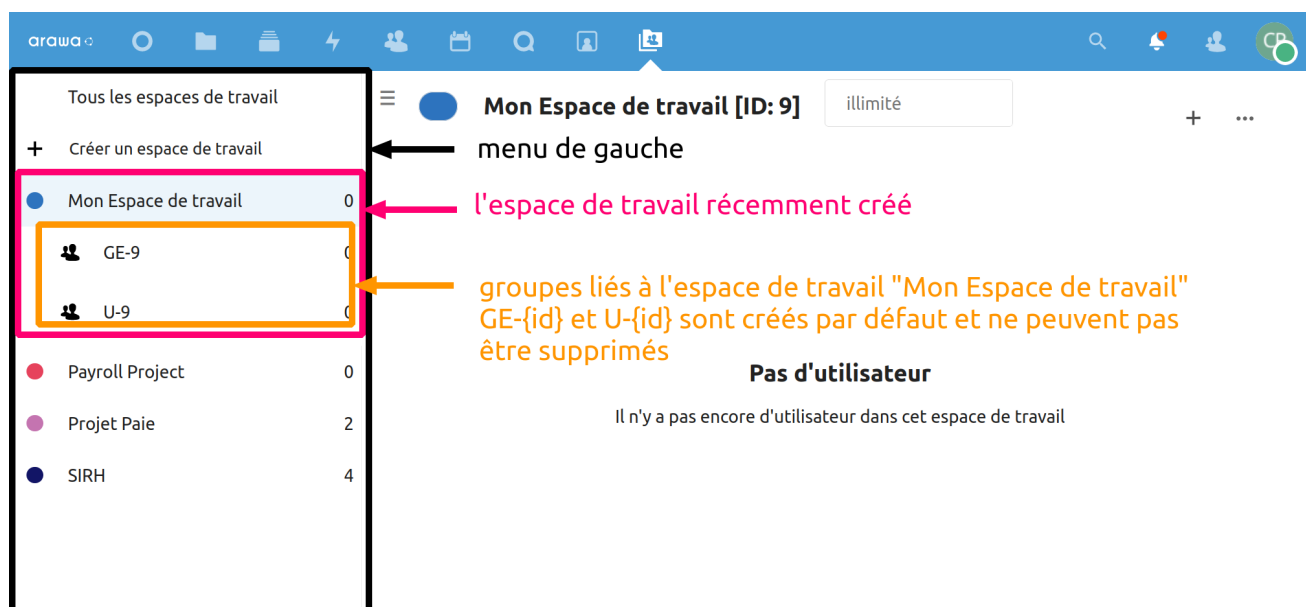 arawa
CP
Tous les espaces de travail
Mon Espace de travail [ID: 9]
illimité
+ Créer un espace de travail
menu de gauche
Mon Espace de travail 0
l'espace de travail récemment créé
GE-9 0
groupes liés à l'espace de travail "Mon Espace de travail"
U-9 0
GE-{id} et U-{id} sont créés par défaut et ne peuvent pas
être supprimés
Payroll Project 0
Pas d'utilisateur
Projet Paie 2
Il n'y a pas encore d'utilisateur dans cet espace de travail
SIRH 4